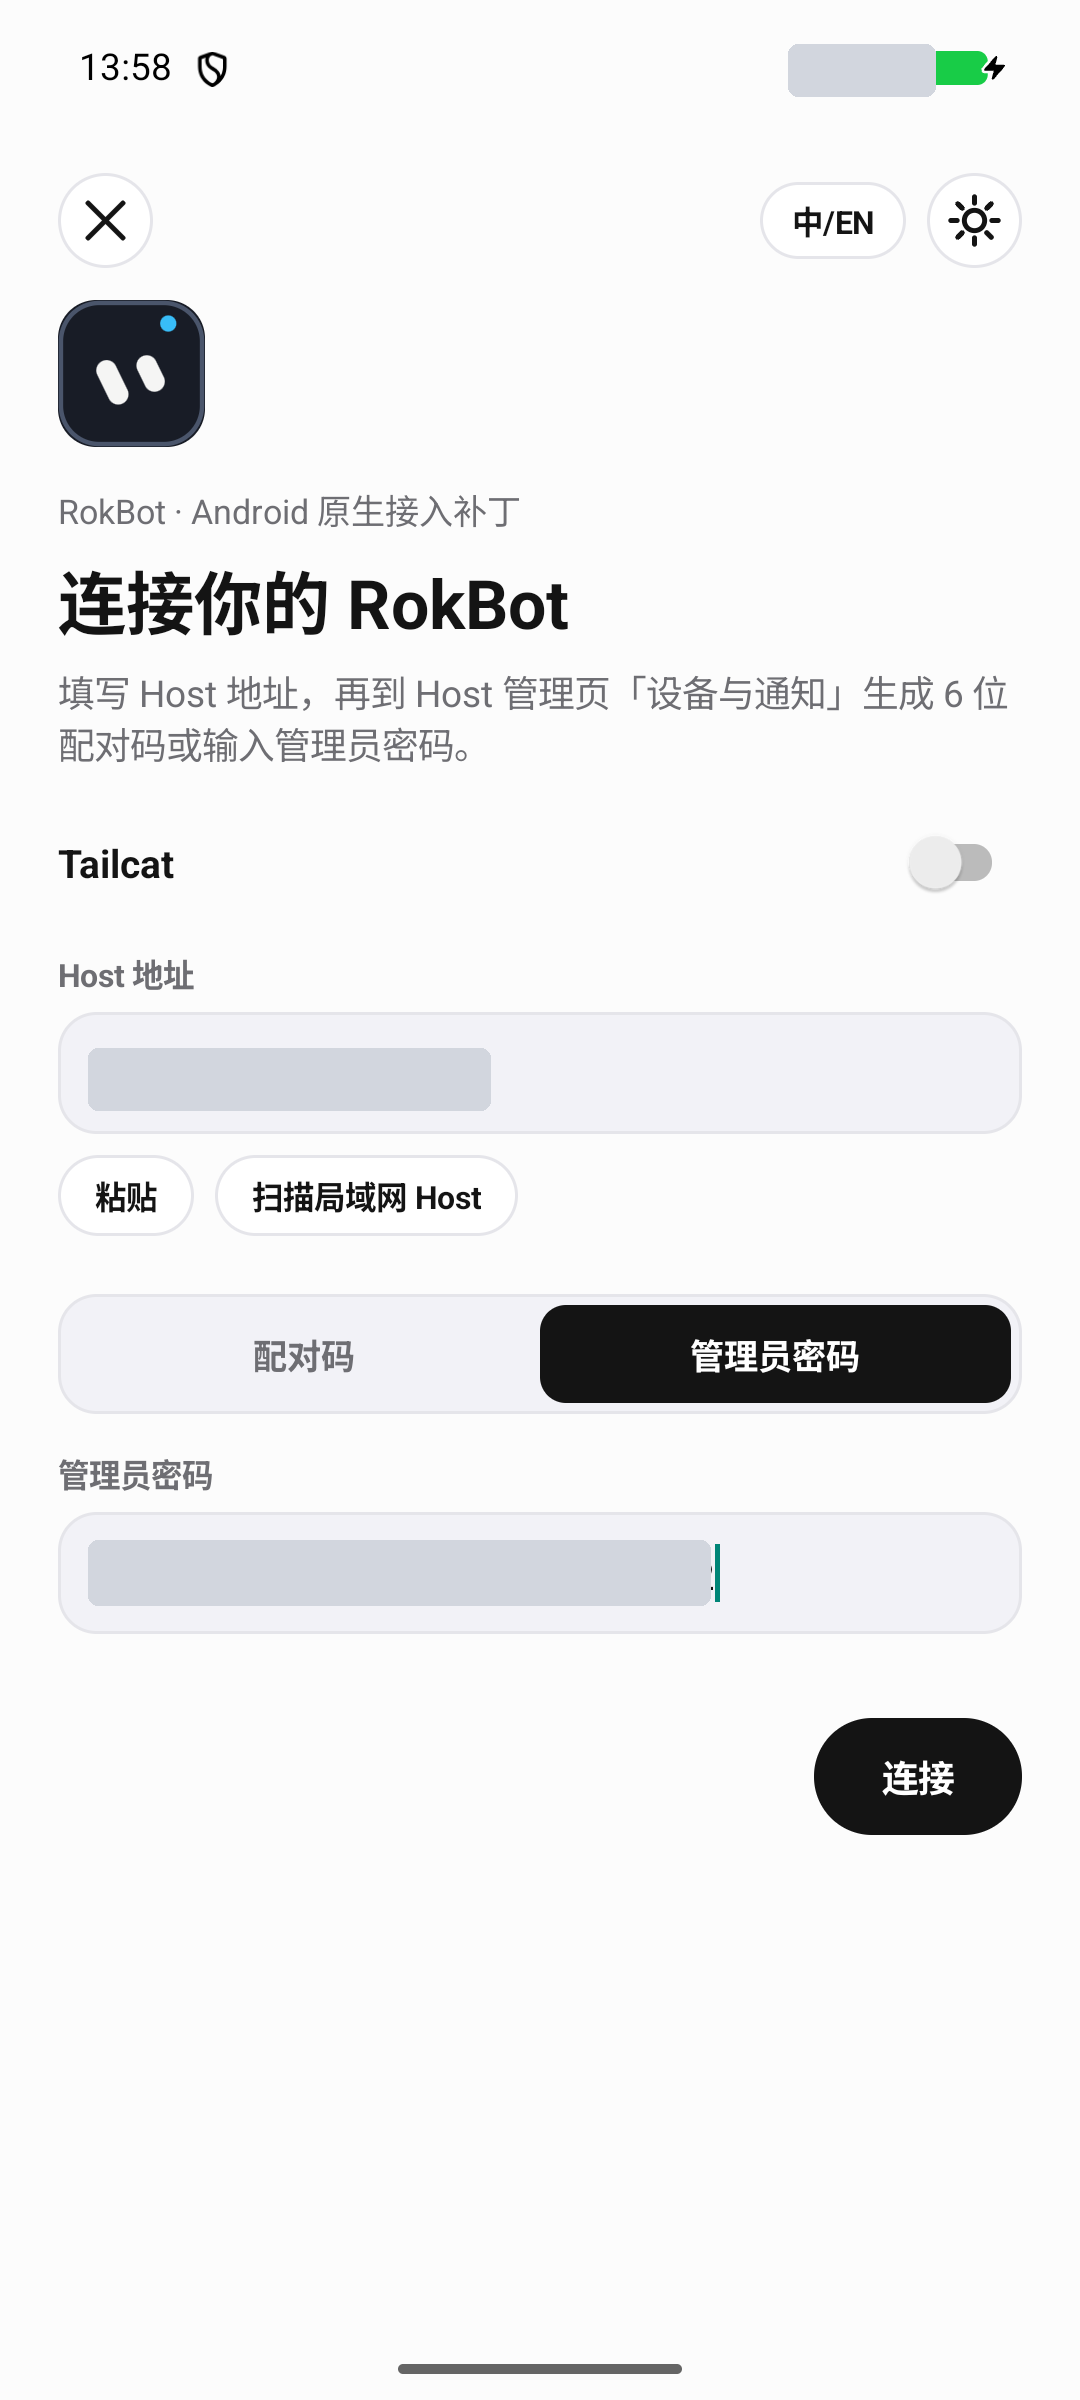 13:58
中/EN
RokBot · Android 原生接入补丁
连接你的 RokBot
填写 Host 地址，再到 Host 管理页「设备与通知」生成 6 位
配对码或输入管理员密码。
Tailcat
Host 地址
粘贴
扫描局域网 Host
配对码
管理员密码
管理员密码
连接